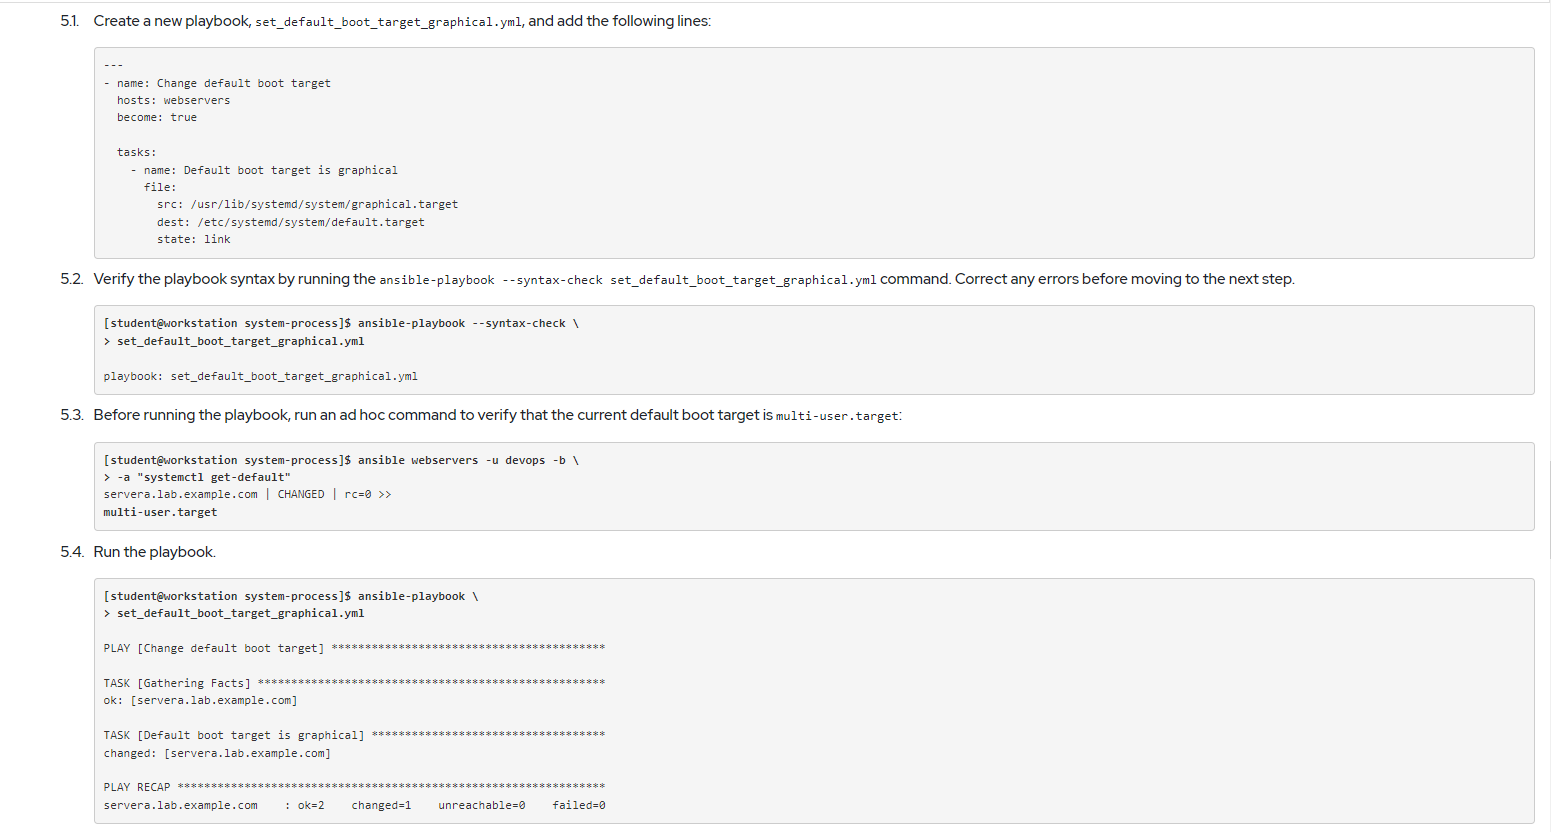 5.1. Create a new playbook, set_default_boot_target_graphical.yml, and add the following lines:
---
- name: Change default boot target
  hosts: webservers
  become: true

  tasks:
    - name: Default boot target is graphical
      file:
        src: /usr/lib/systemd/system/graphical.target
        dest: /etc/systemd/system/default.target
        state: link
5.2. Verify the playbook syntax by running the ansible-playbook --syntax-check set_default_boot_target_graphical.yml command. Correct any errors before moving to the next step.
[student@workstation system-process]$ ansible-playbook --syntax-check \
> set_default_boot_target_graphical.yml

playbook: set_default_boot_target_graphical.yml
5.3. Before running the playbook, run an ad hoc command to verify that the current default boot target is multi-user.target:
[student@workstation system-process]$ ansible webservers -u devops -b \
> -a "systemctl get-default"
servera.lab.example.com | CHANGED | rc=0 >>
multi-user.target
5.4. Run the playbook.
[student@workstation system-process]$ ansible-playbook \
> set_default_boot_target_graphical.yml

PLAY [Change default boot target] *****************************************

TASK [Gathering Facts] ****************************************************
ok: [servera.lab.example.com]

TASK [Default boot target is graphical] ***********************************
changed: [servera.lab.example.com]

PLAY RECAP ****************************************************************
servera.lab.example.com    : ok=2    changed=1    unreachable=0    failed=0